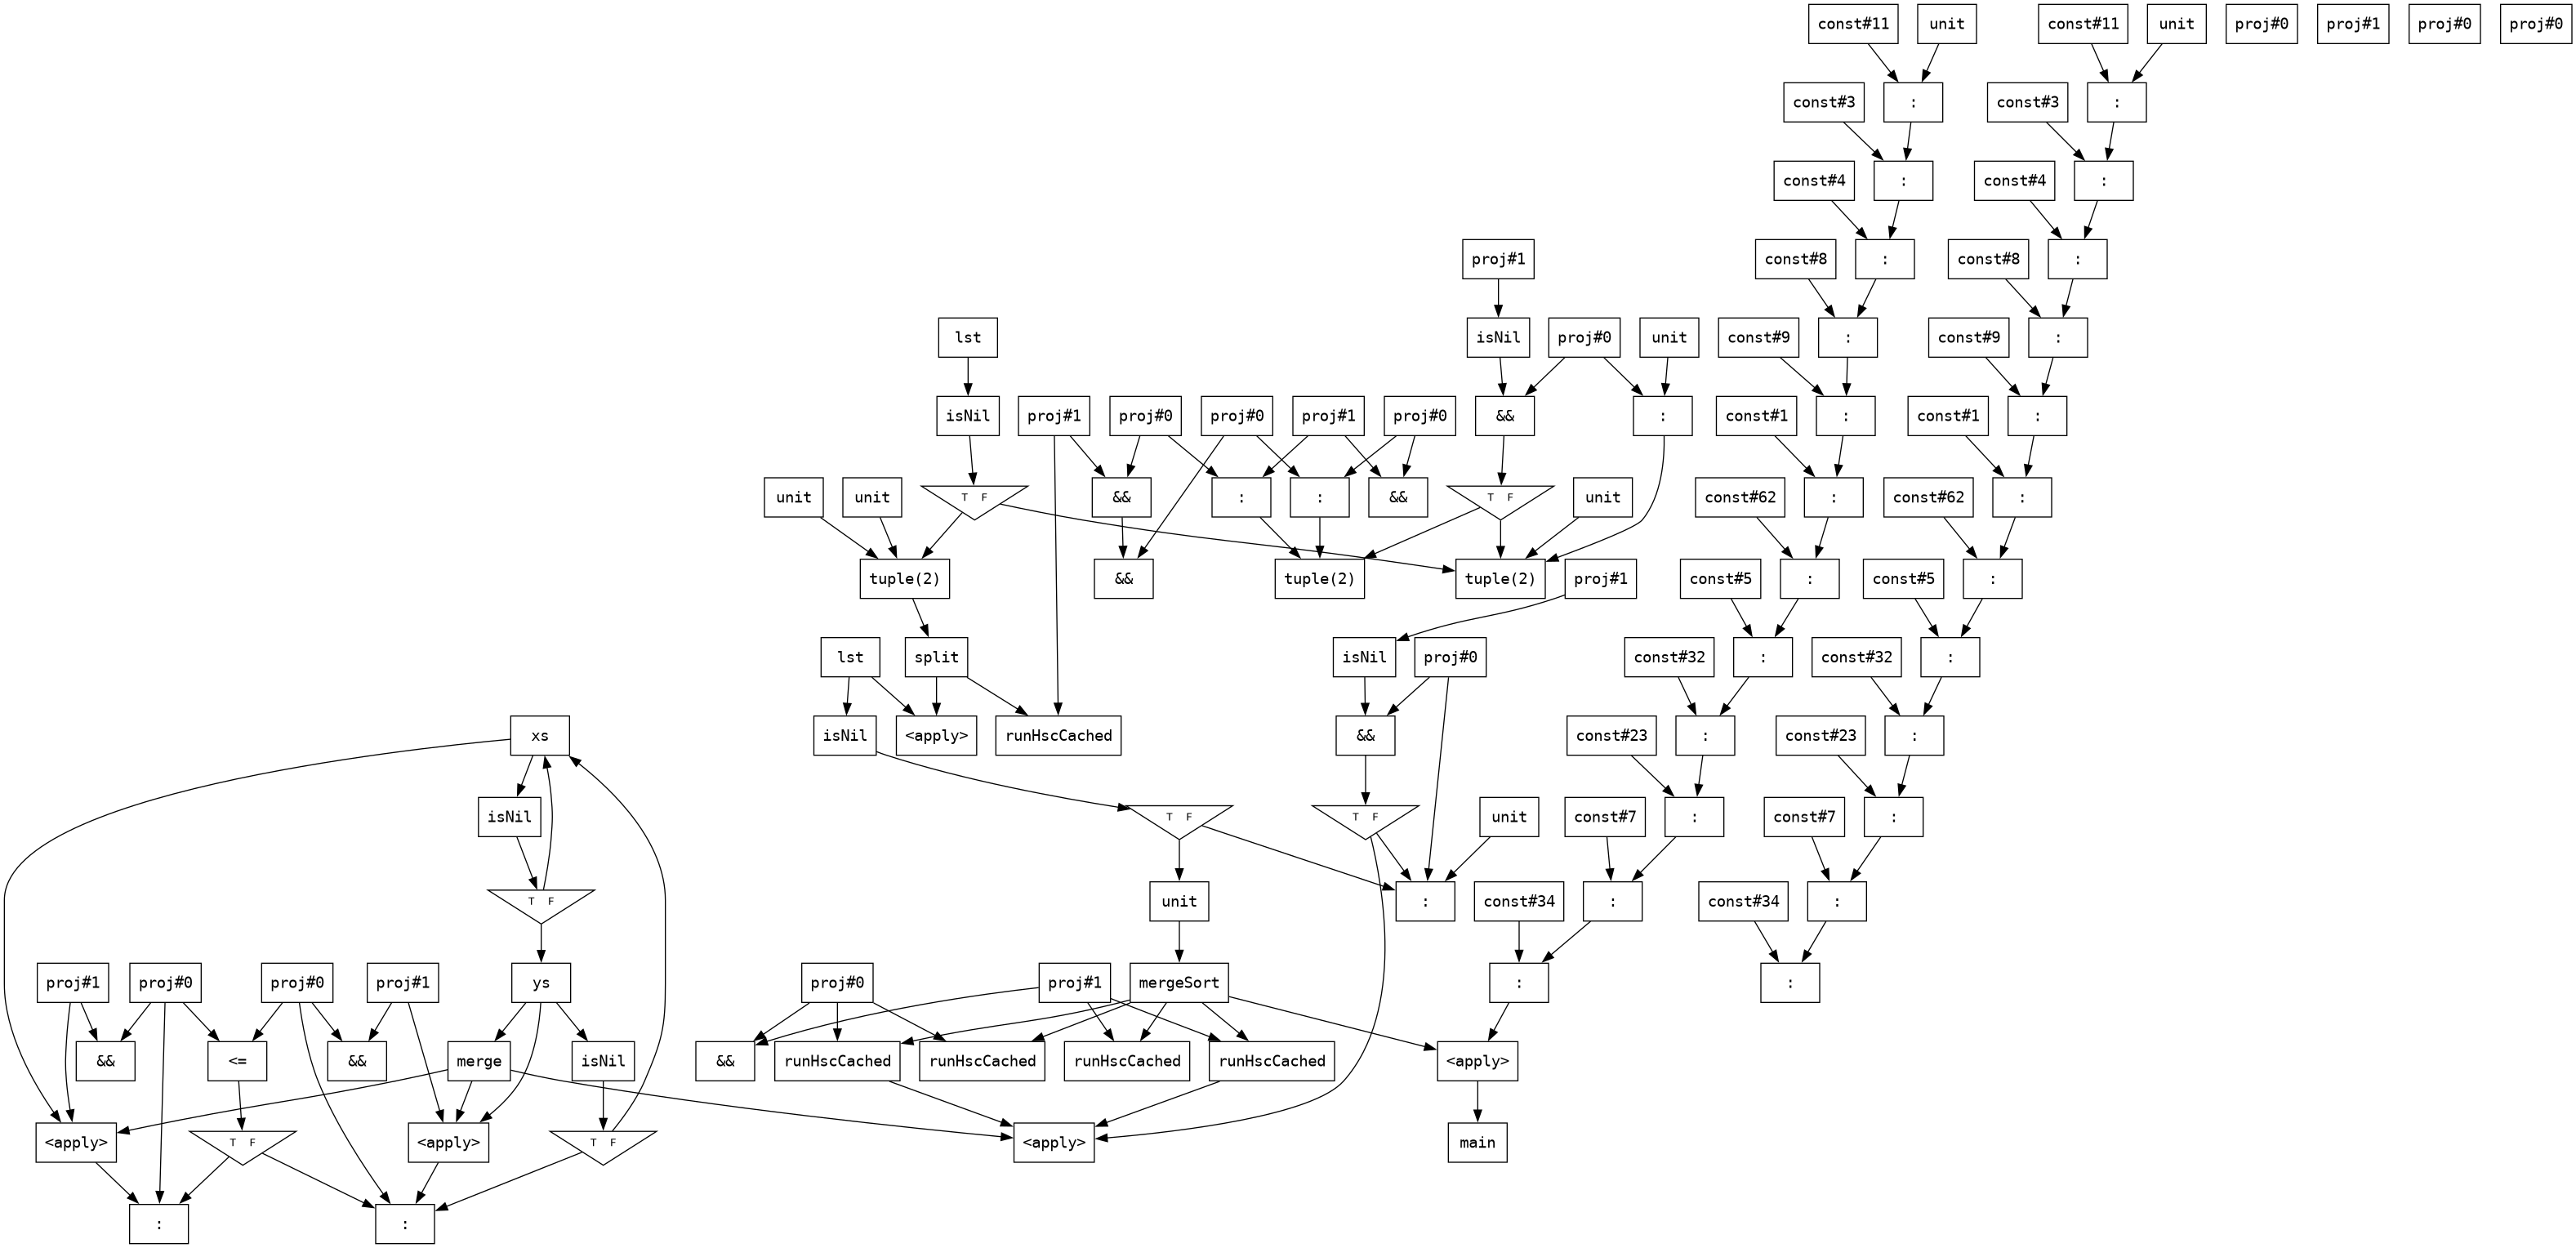 const#11 unit const#11 unit proj#0 proj#1 proj#0 proj#0
const#3 : const#3 :
const#4 : const#4 :
proj#1 const#8 : const#8 :
lst isNil proj#0 unit const#9 : const#9 :
isNil proj#1 proj#0 proj#0 proj#1 proj#0 && : const#1 : const#1 :
unit unit T F && : : && T F unit const#62 : const#62 :
tuple(2) && tuple(2) tuple(2) proj#1 const#5 : const#5 :
lst split isNil proj#0 const#32 : const#32 :
xs isNil <apply> runHscCached && const#23 : const#23 :
isNil T F T F unit const#7 : const#7 :
T F unit : const#34 : const#34 :
proj#1 proj#0 proj#0 proj#1 ys proj#0 proj#1 mergeSort : :
&& <= && merge isNil && runHscCached runHscCached runHscCached runHscCached <apply>
<apply> T F <apply> T F <apply> main
: :